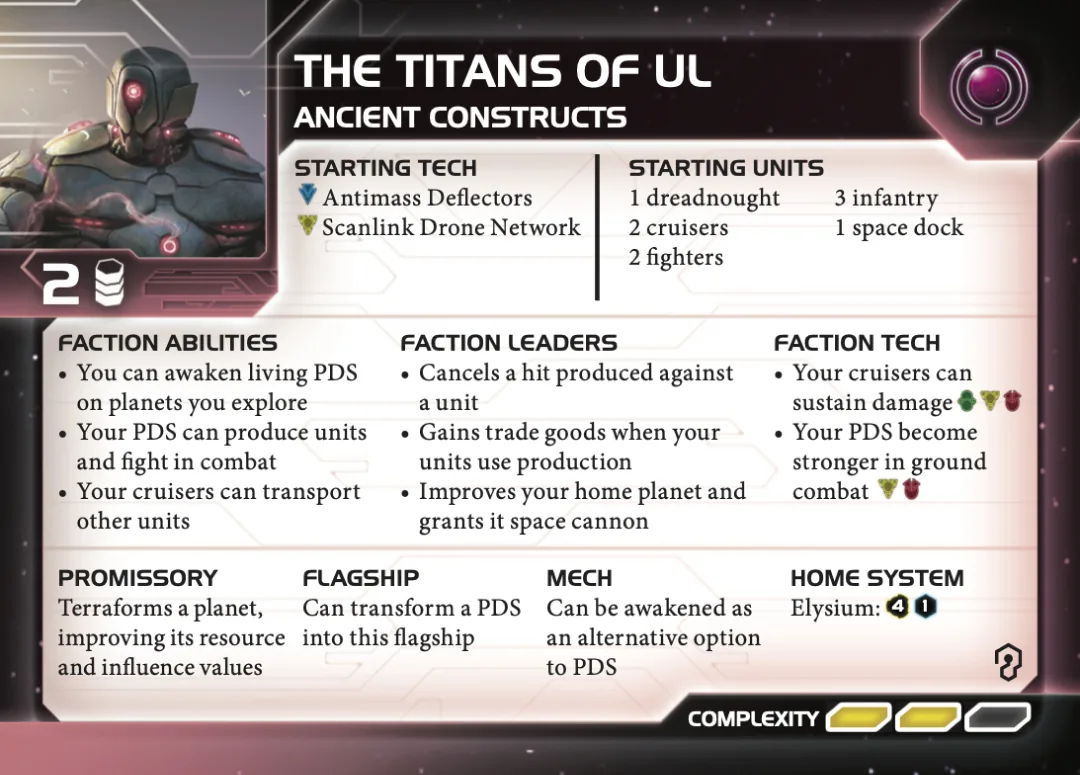 THE TITANS OF UL
ANCIENT CONSTRUCTS
2
STARTING TECH
Antimass Deflectors
Scanlink Drone Network
STARTING UNITS
1 dreadnought
2 cruisers
2 fighters
3 infantry
1 space dock
FACTION ABILITIES
• You can awaken living PDS
on planets you explore
• Your PDS can produce units
and fight in combat
• Your cruisers can transport
other units
FACTION LEADERS
• Cancels a hit produced against
a unit
• Gains trade goods when your
units use production
• Improves your home planet and
grants it space cannon
FACTION TECH
• Your cruisers can
sustain damage
• Your PDS become
stronger in ground
combat
PROMISSORY
Terraforms a planet,
improving its resource
and influence values
FLAGSHIP
Can transform a PDS
into this flagship
MECH
Can be awakened as
an alternative option
to PDS
HOME SYSTEM
Elysium: 4 1
COMPLEXITY